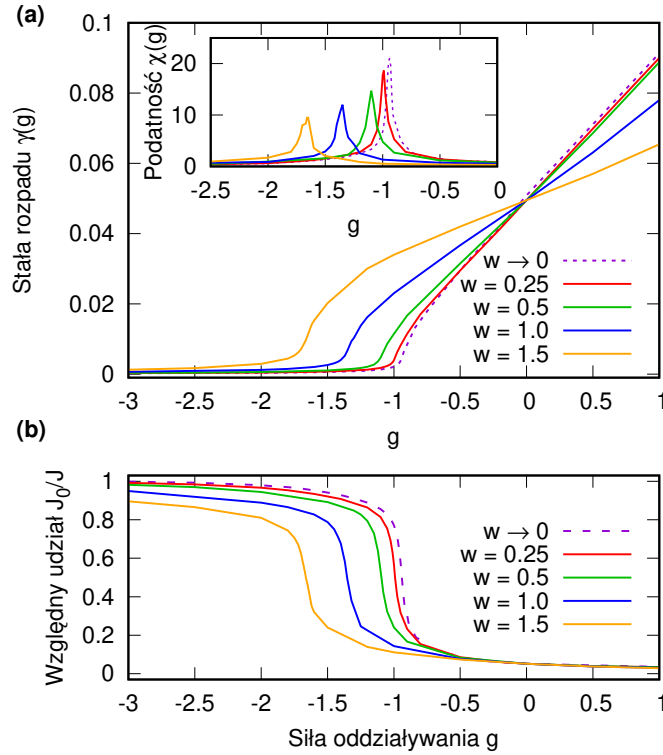 (a)
Stała rozpadu γ(g)
0.1
0.08
0.06
0.04
0.02
0
Podatność χ(g)
20
10
0
-2.5 -2 -1.5 -1 -0.5 0
g
w → 0
w = 0.25
w = 0.5
w = 1.0
w = 1.5
-3 -2.5 -2 -1.5 -1 -0.5 0 0.5 1
g
(b)
Względny udział J₀/J
1
0.8
0.6
0.4
0.2
0
w → 0
w = 0.25
w = 0.5
w = 1.0
w = 1.5
-3 -2.5 -2 -1.5 -1 -0.5 0 0.5 1
Siła oddziaływania g